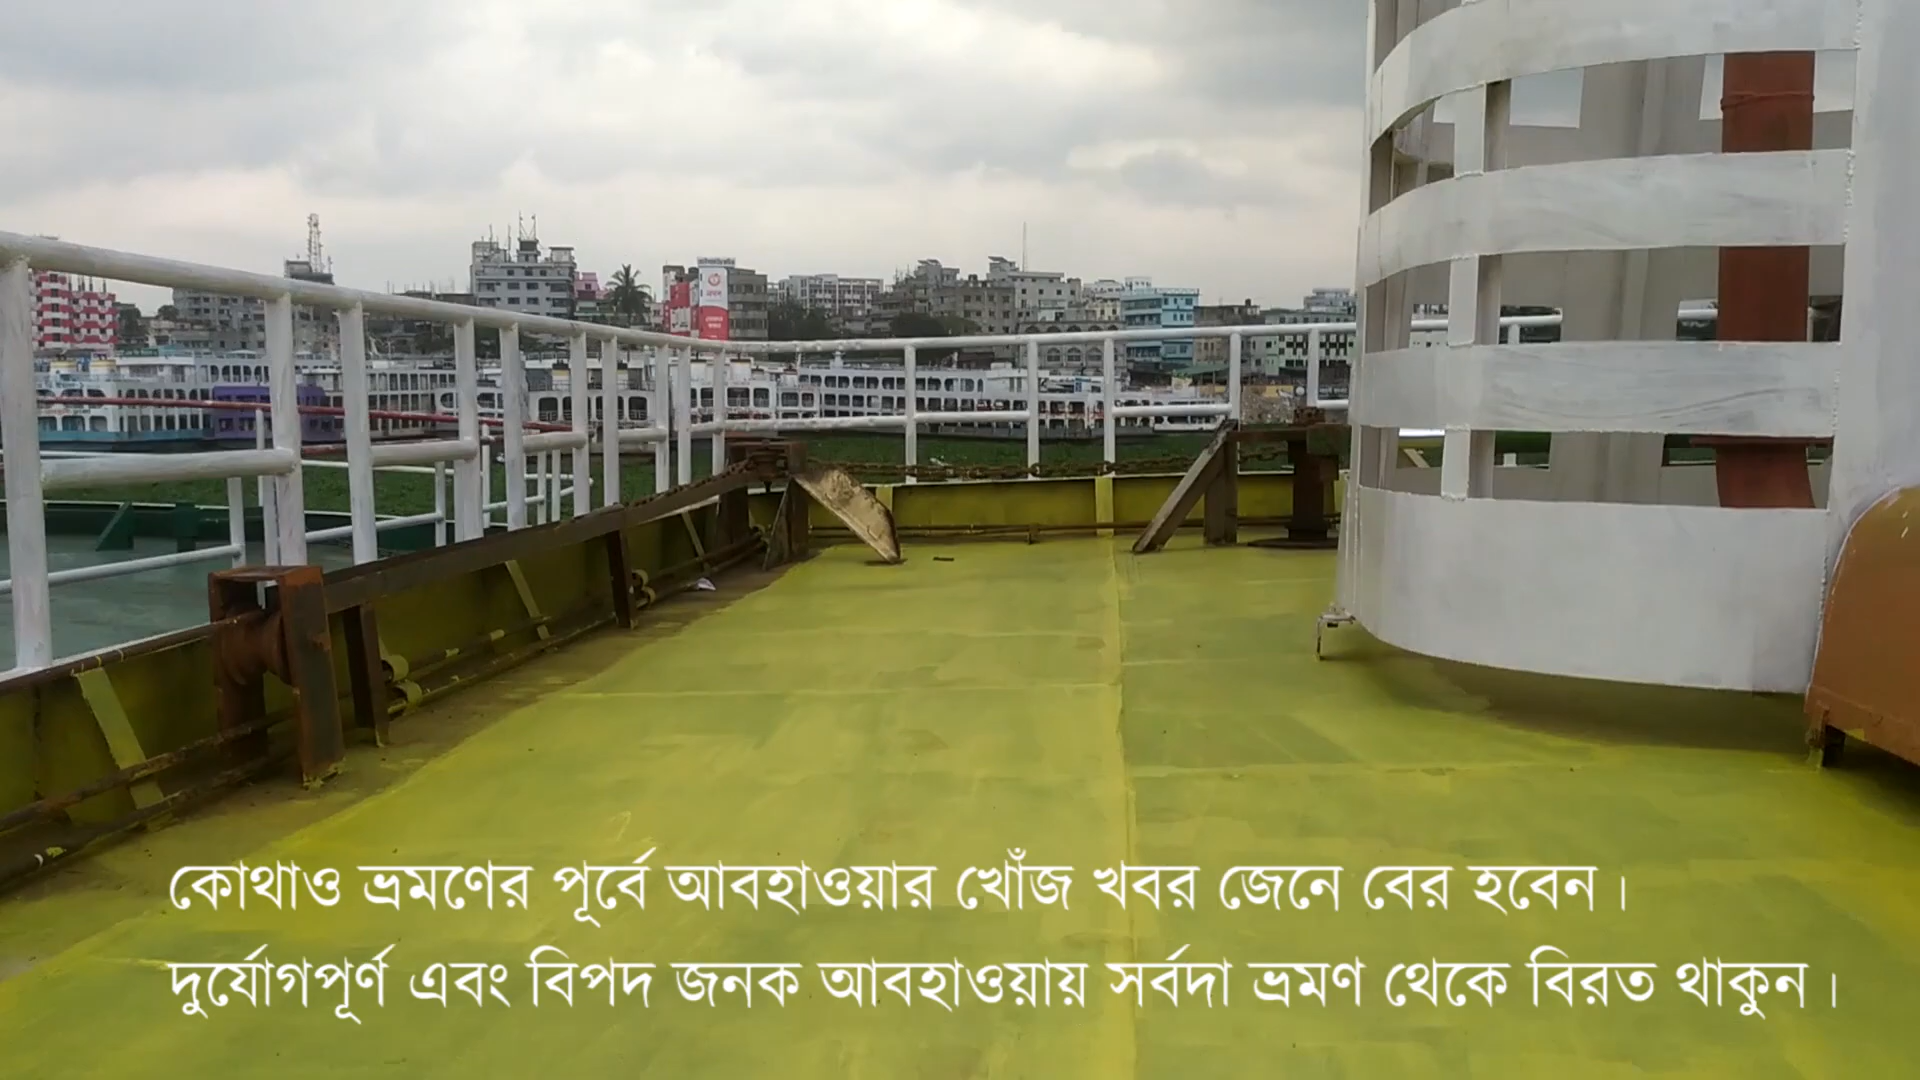 কোথাও ভ্রমণের পূর্বে আবহাওয়ার খোঁজ খবর জেনে বের হবেন।
দুর্যোগপূর্ণ এবং বিপদ জনক আবহাওয়ায় সর্বদা ভ্রমণ থেকে বিরত থাকুন।